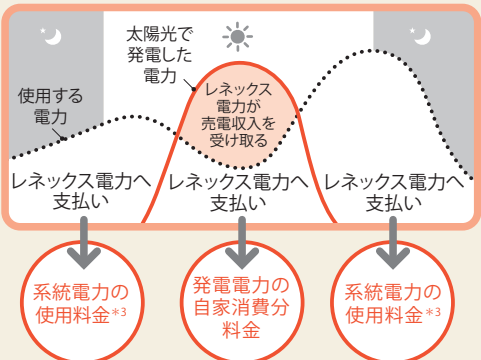 太陽光で
発電した
電力
使用する
電力
レネックス
電力が
売電収入を
受け取る
レネックス電力へ
支払い
レネックス電力へ
支払い
レネックス電力へ
支払い
系統電力の
使用料金*3
発電電力の
自家消費分
料金
系統電力の
使用料金*3